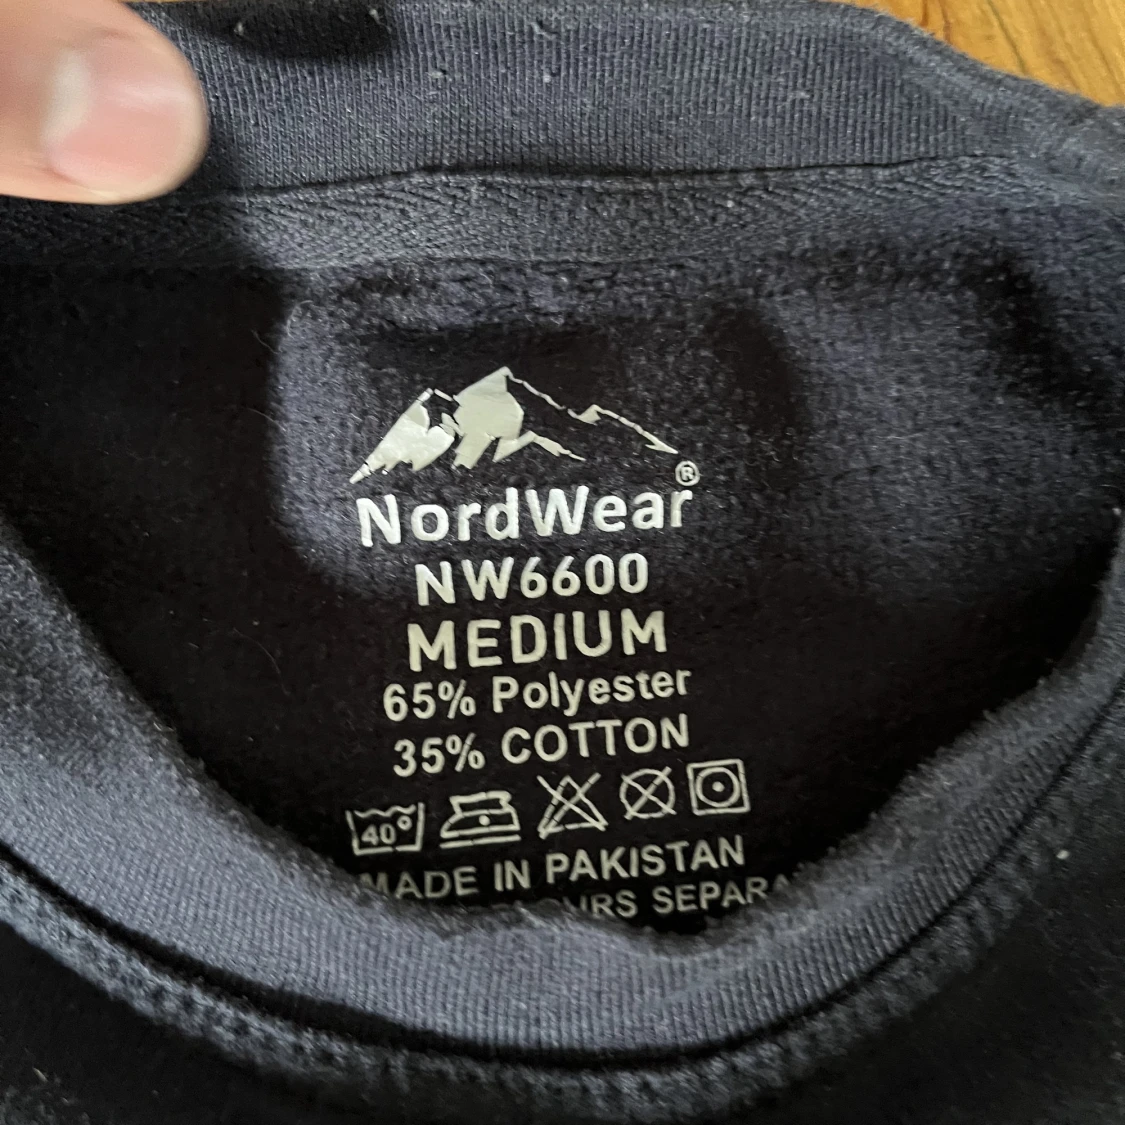 NordWear®
NW6600
MEDIUM
65% Polyester
35% COTTON
40°
MADE IN PAKISTAN